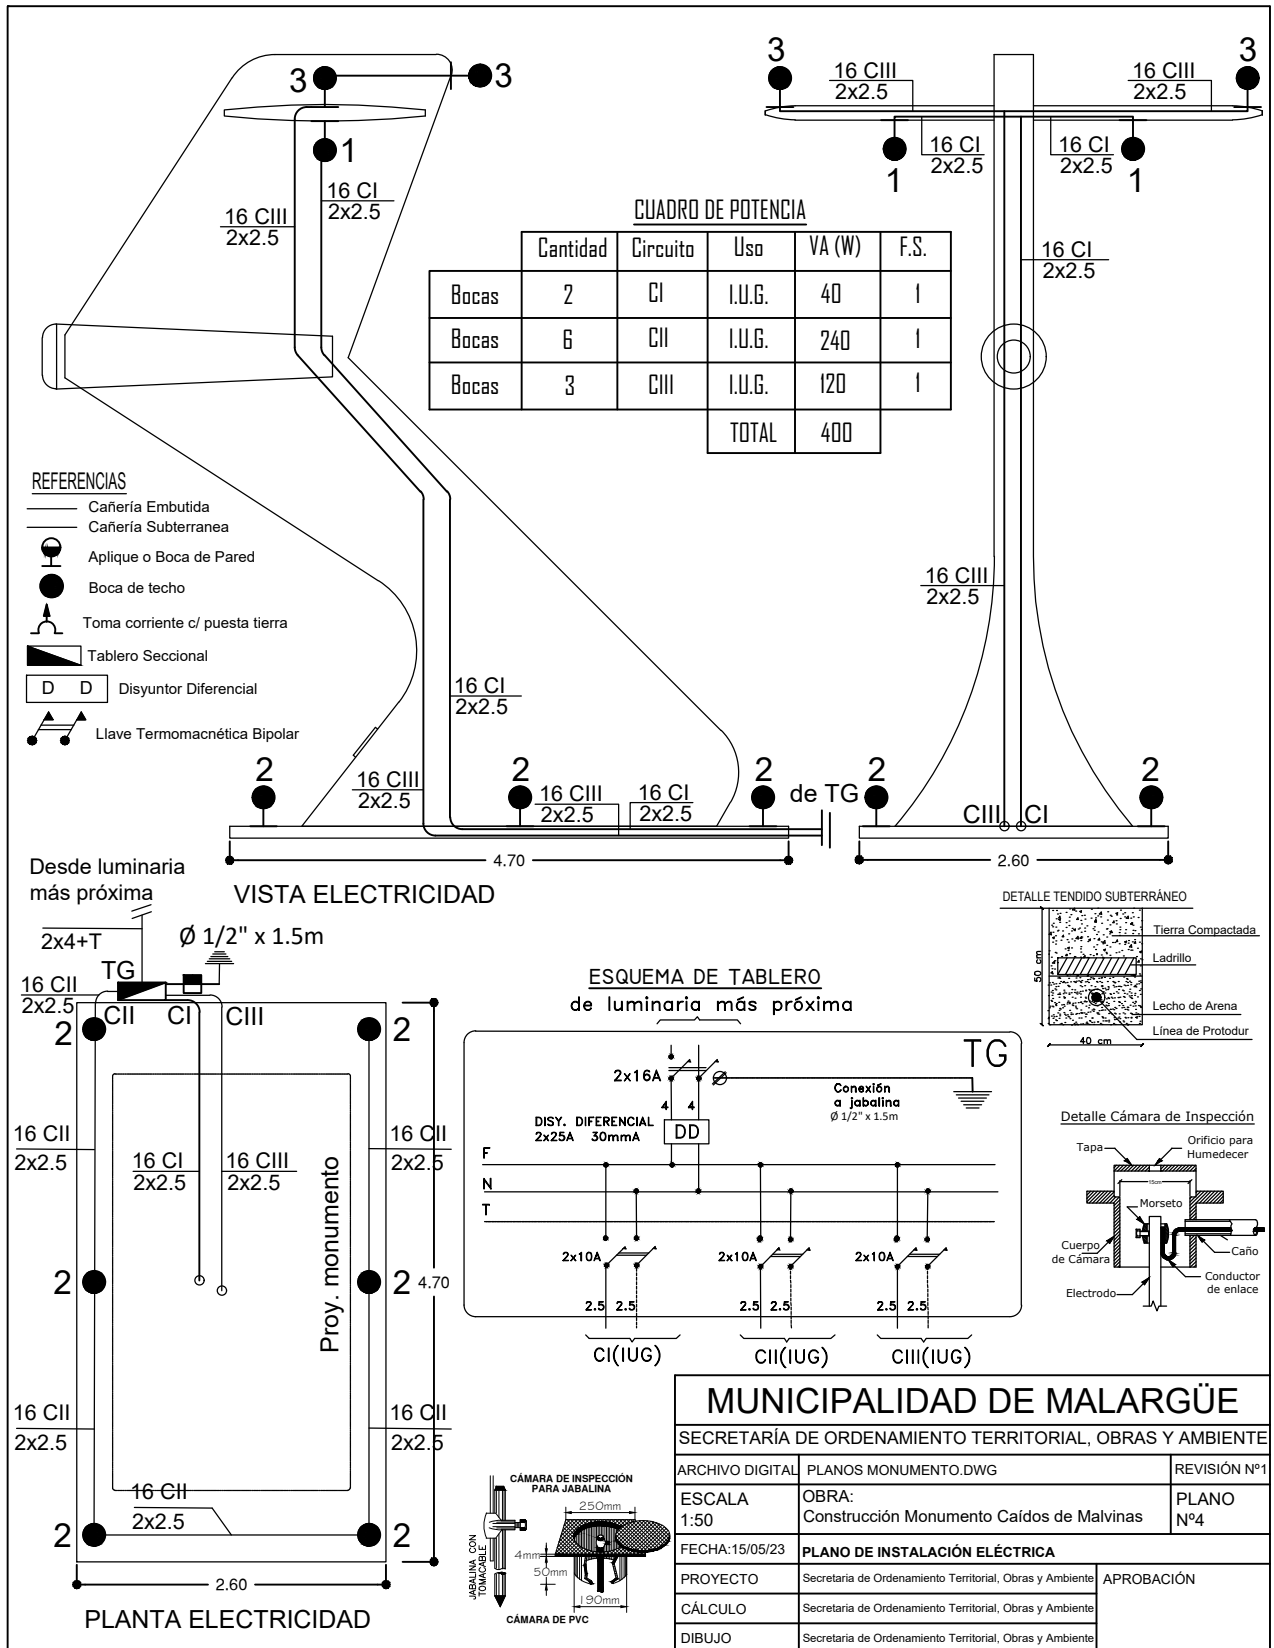 3
3
1
16 CI
2x2.5
16 CIII
2x2.5
3
3
16 CIII
2x2.5
16 CIII
2x2.5
16 CI
2x2.5
16 CI
2x2.5
1
1
16 CI
2x2.5
16 CIII
2x2.5
CUADRO DE POTENCIA
Cantidad Circuito Uso VA (W) F.S.
Bocas 2 CI I.U.G. 40 1
Bocas 6 CII I.U.G. 240 1
Bocas 3 CIII I.U.G. 120 1
TOTAL 400
REFERENCIAS
Cañería Embutida
Cañería Subterranea
Aplique o Boca de Pared
Boca de techo
Toma corriente c/ puesta tierra
Tablero Seccional
D D Disyuntor Diferencial
Llave Termomacnética Bipolar
16 CI
2x2.5
16 CIII
2x2.5
2
2
2
16 CIII
2x2.5
16 CI
2x2.5
de TG
2
2
CIII CI
4.70
2.60
VISTA ELECTRICIDAD
Desde luminaria
más próxima
2x4+T
Ø 1/2" x 1.5m
TG
16 CII
2x2.5
CII CI CIII
2
2
16 CII
2x2.5
16 CII
2x2.5
16 CI
2x2.5
16 CIII
2x2.5
Proy. monumento
2
2
4.70
16 CII
2x2.5
16 CII
2x2.5
16 CII
2x2.5
2
2
2.60
PLANTA ELECTRICIDAD
ESQUEMA DE TABLERO
de luminaria más próxima
TG
2x16A
Conexión
a jabalina
Ø 1/2" x 1.5m
4 4
DISY. DIFERENCIAL
2x25A 30mmA
DD
F
N
T
2x10A
2x10A
2x10A
2.5 2.5
2.5 2.5
2.5 2.5
CI(IUG)
CII(IUG)
CIII(IUG)
DETALLE TENDIDO SUBTERRÁNEO
Tierra Compactada
Ladrillo
Lecho de Arena
Línea de Protodur
50 cm
40 cm
Detalle Cámara de Inspección
Tapa
Orificio para
Humedecer
15cm
Morseto
Cuerpo
de Cámara
Caño
Conductor
de enlace
Electrodo
CÁMARA DE INSPECCIÓN
PARA JABALINA
250mm
JABALINA CON
TOMACABLE
4mm
50mm
190mm
CÁMARA DE PVC
MUNICIPALIDAD DE MALARGÜE
SECRETARÍA DE ORDENAMIENTO TERRITORIAL, OBRAS Y AMBIENTE
ARCHIVO DIGITAL PLANOS MONUMENTO.DWG REVISIÓN Nº1
ESCALA
1:50
OBRA:
Construcción Monumento Caídos de Malvinas
PLANO
Nº4
FECHA:15/05/23 PLANO DE INSTALACIÓN ELÉCTRICA
PROYECTO Secretaria de Ordenamiento Territorial, Obras y Ambiente APROBACIÓN
CÁLCULO Secretaria de Ordenamiento Territorial, Obras y Ambiente
DIBUJO Secretaria de Ordenamiento Territorial, Obras y Ambiente